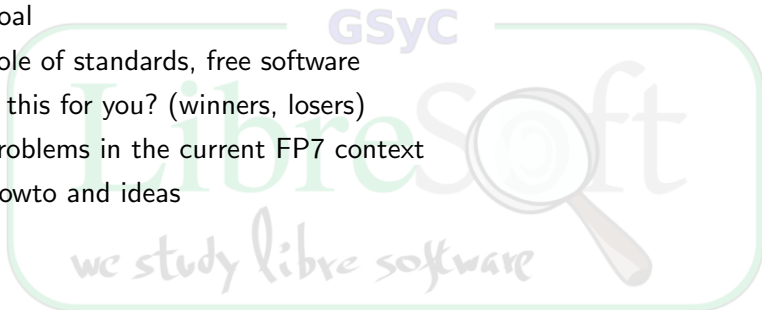 GSyC
oal
ole of standards, free software
this for you? (winners, losers)
roblems in the current FP7 context
owto and ideas
LibreSoft
we study libre software